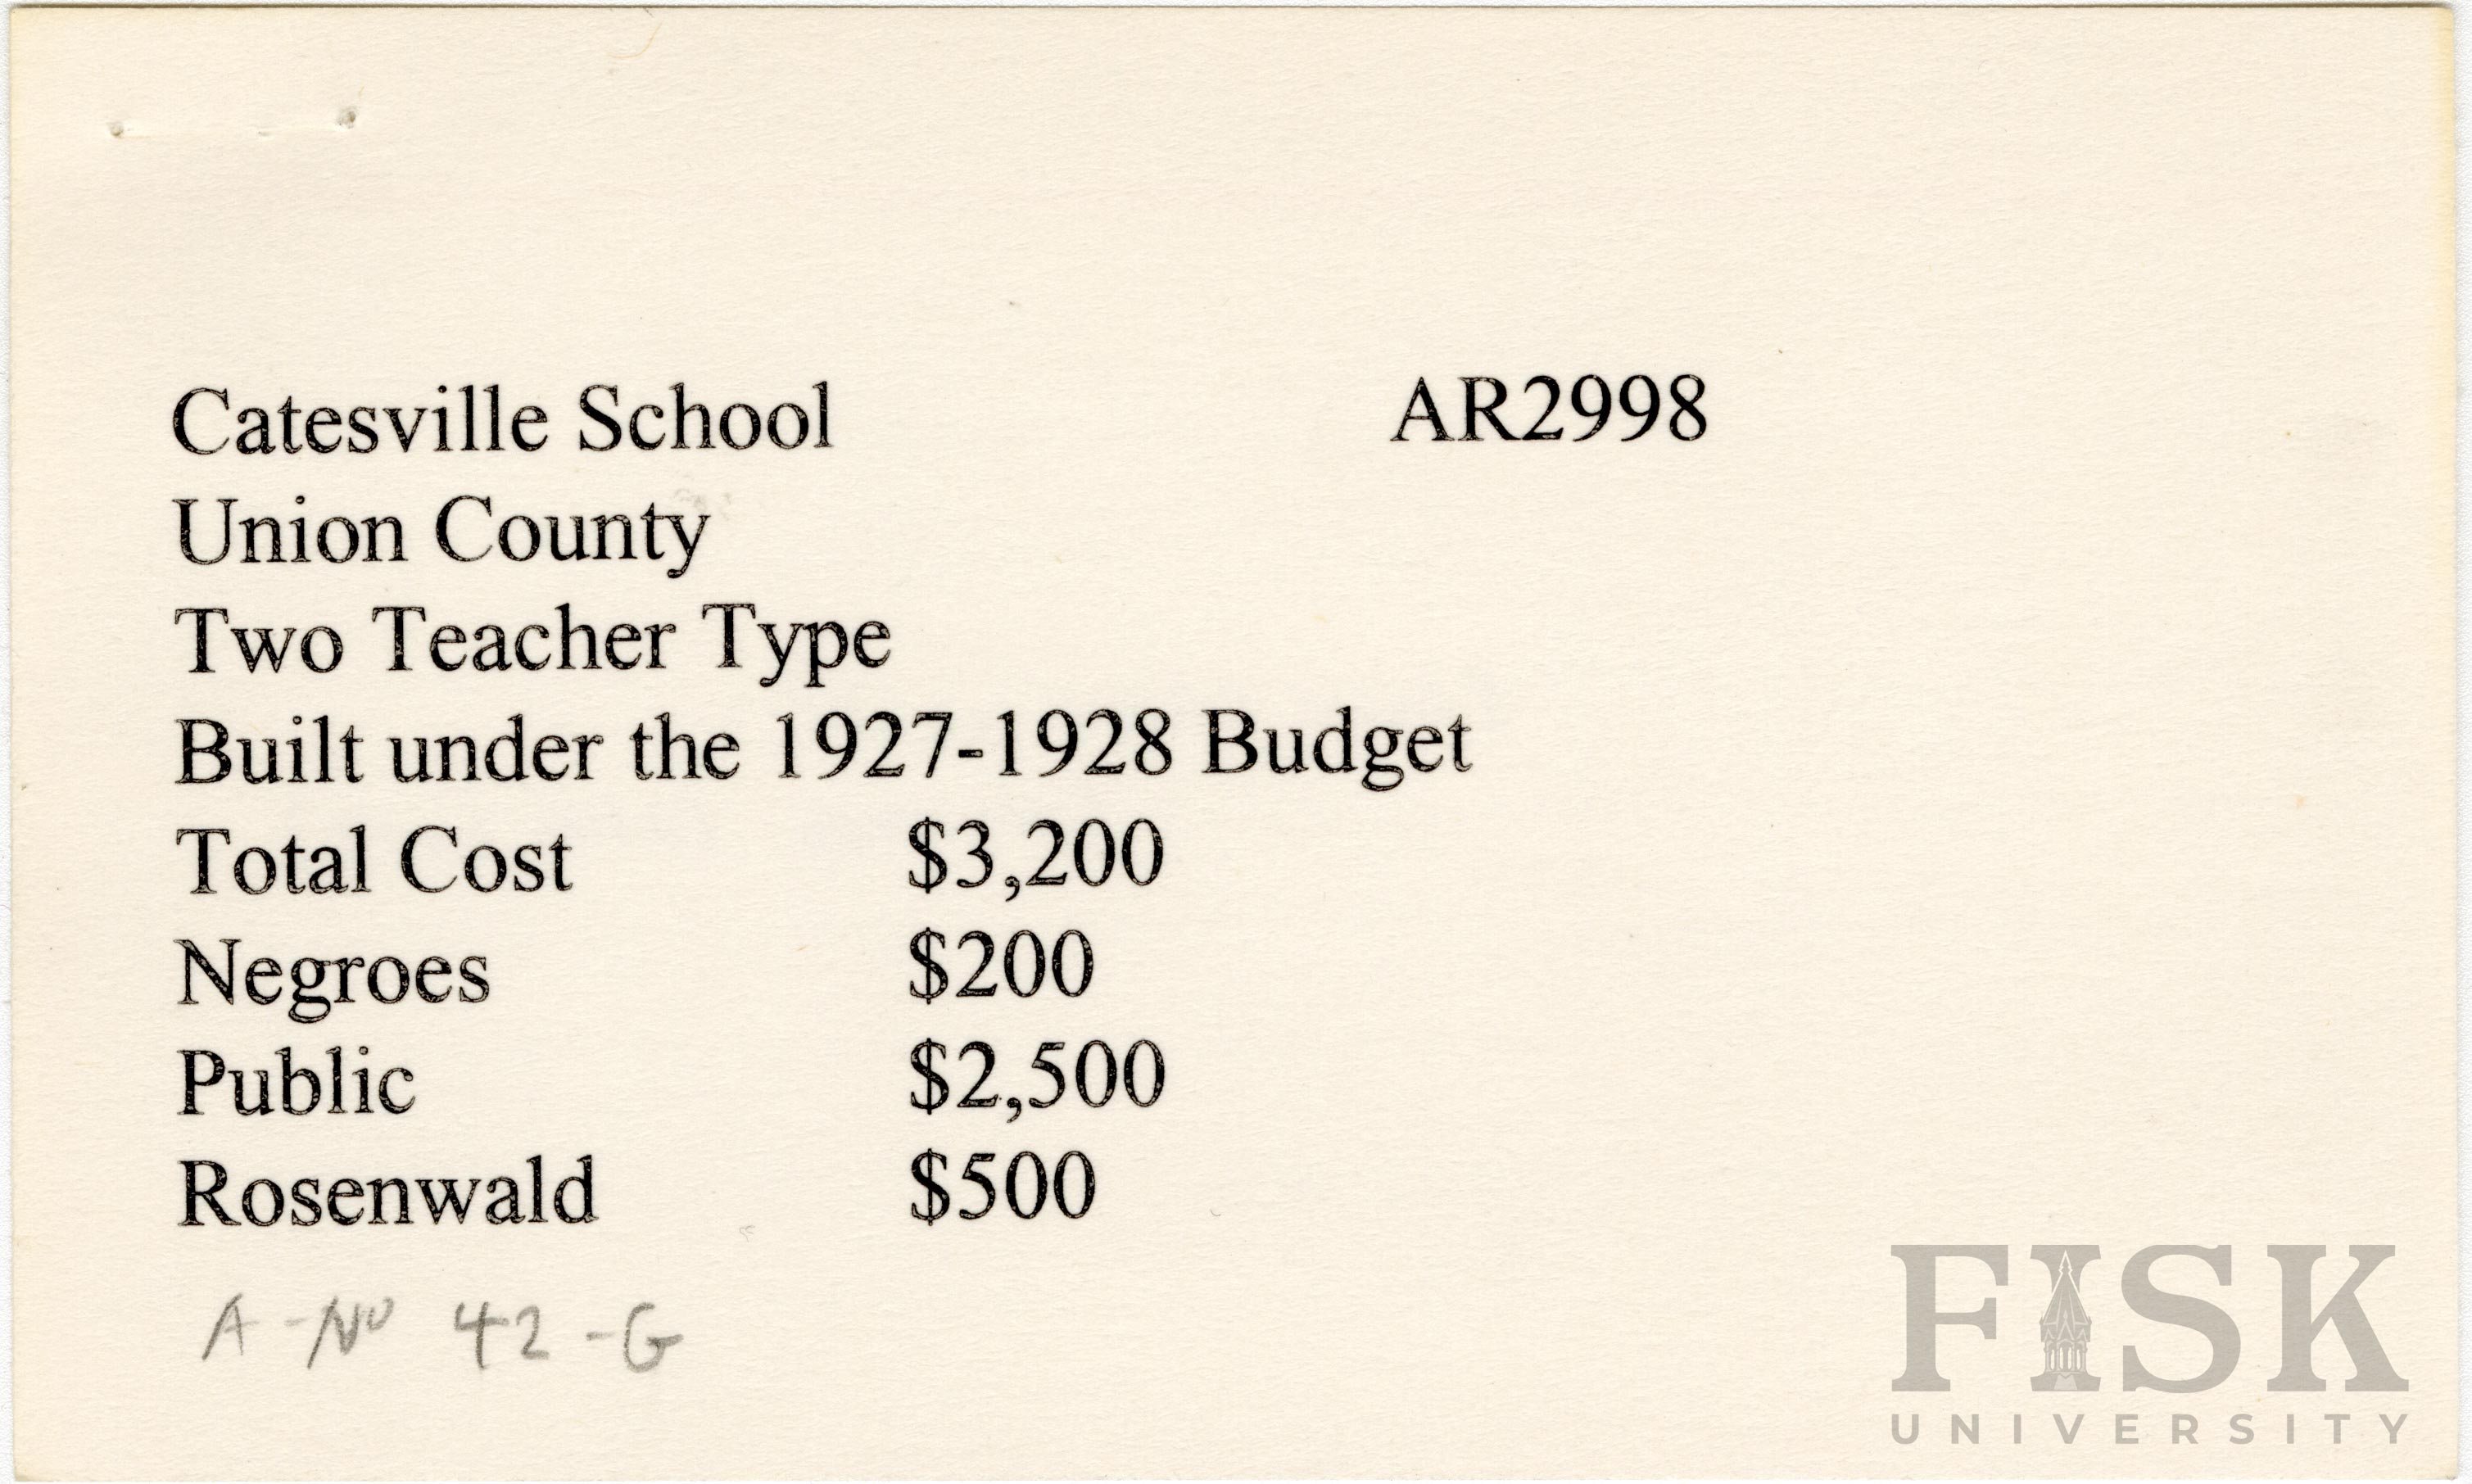 Catesville School AR2998
Union County
Two Teacher Type
Built under the 1927-1928 Budget
Total Cost $3,200
Negroes $200
Public $2,500
Rosenwald $500
A-No 42-G
FISK
UNIVERSITY